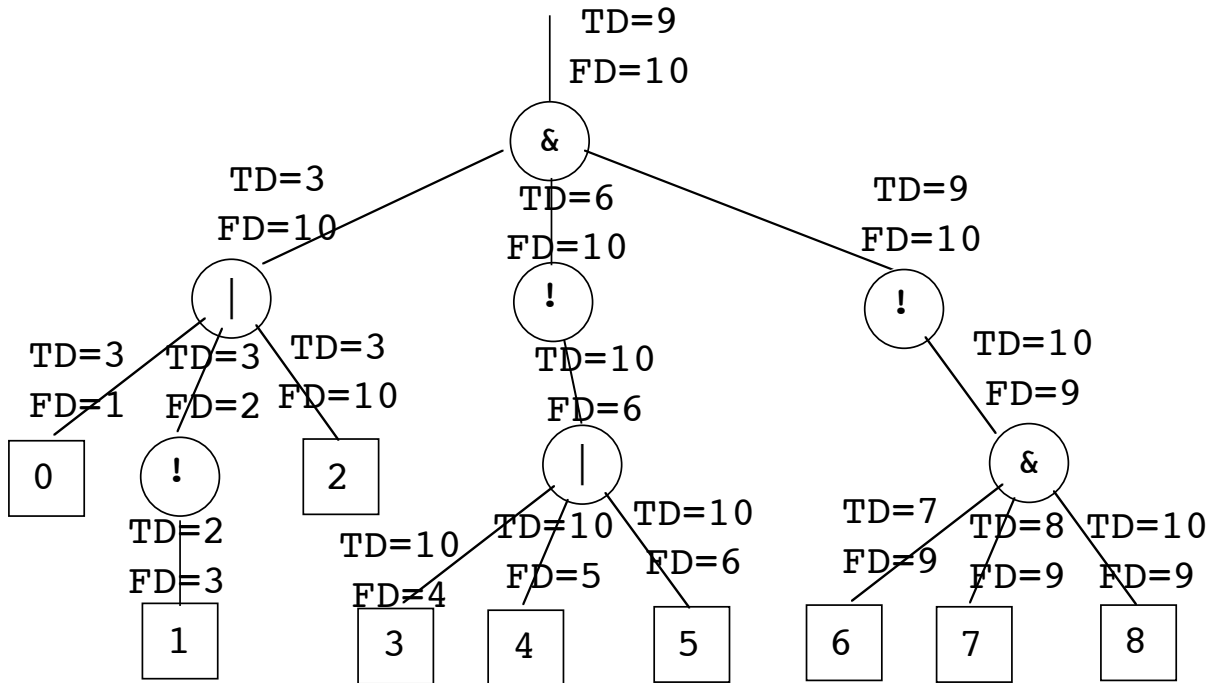 TD=9
FD=10
&
TD=3
FD=10
TD=6
FD=10
TD=9
FD=10
|
!
!
TD=3
FD=1
TD=3
FD=2
TD=3
FD=10
TD=10
FD=6
TD=10
FD=9
0
!
2
|
&
TD=2
FD=3
TD=10
FD=4
TD=10
FD=5
TD=10
FD=6
TD=7
FD=9
TD=8
FD=9
TD=10
FD=9
1
3
4
5
6
7
8